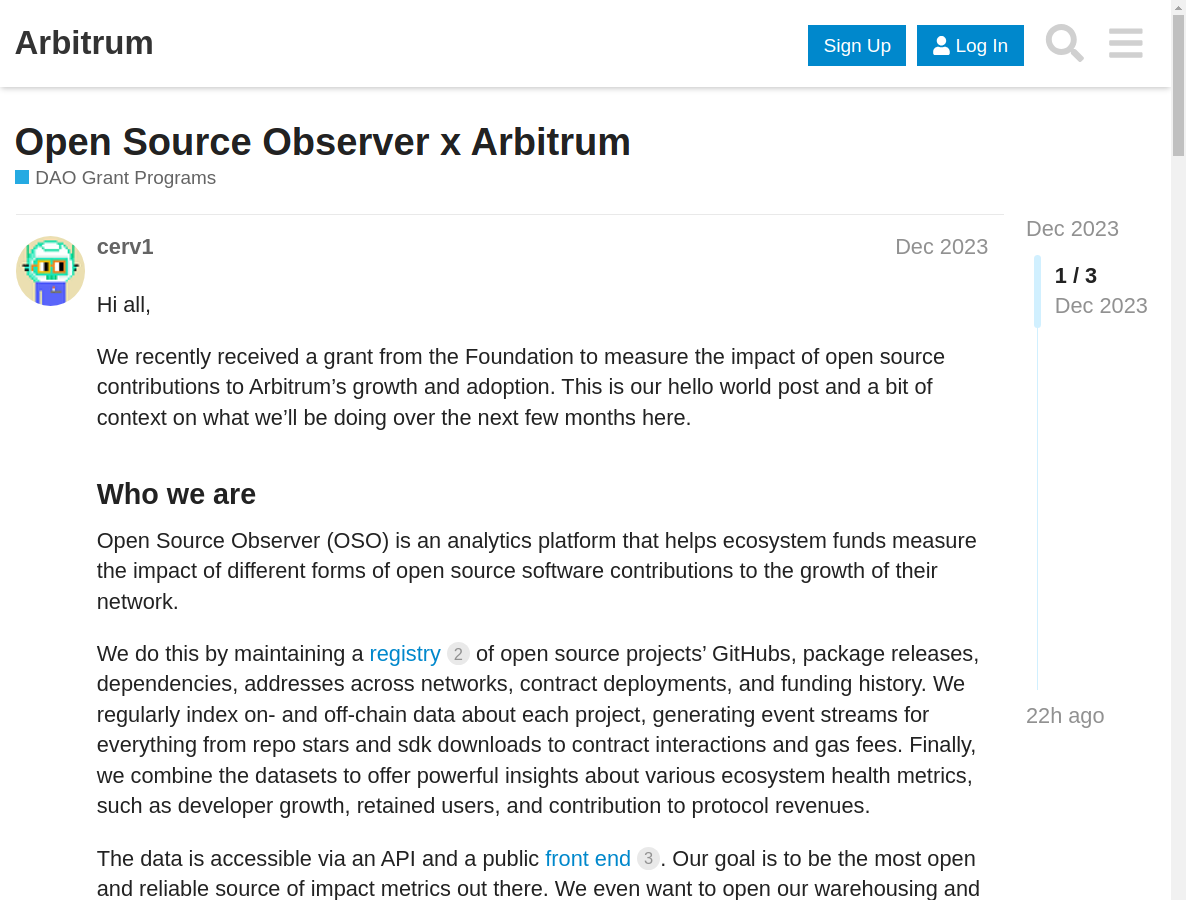 Arbitrum
Sign Up
Log In
Open Source Observer x Arbitrum
DAO Grant Programs
cerv1
Dec 2023
Hi all,
We recently received a grant from the Foundation to measure the impact of open source
contributions to Arbitrum’s growth and adoption. This is our hello world post and a bit of
context on what we’ll be doing over the next few months here.
Who we are
Open Source Observer (OSO) is an analytics platform that helps ecosystem funds measure
the impact of different forms of open source software contributions to the growth of their
network.
We do this by maintaining a registry 2 of open source projects’ GitHubs, package releases,
dependencies, addresses across networks, contract deployments, and funding history. We
regularly index on- and off-chain data about each project, generating event streams for
everything from repo stars and sdk downloads to contract interactions and gas fees. Finally,
we combine the datasets to offer powerful insights about various ecosystem health metrics,
such as developer growth, retained users, and contribution to protocol revenues.
The data is accessible via an API and a public front end 3. Our goal is to be the most open
and reliable source of impact metrics out there. We even want to open our warehousing and
Dec 2023
1 / 3
Dec 2023
22h ago